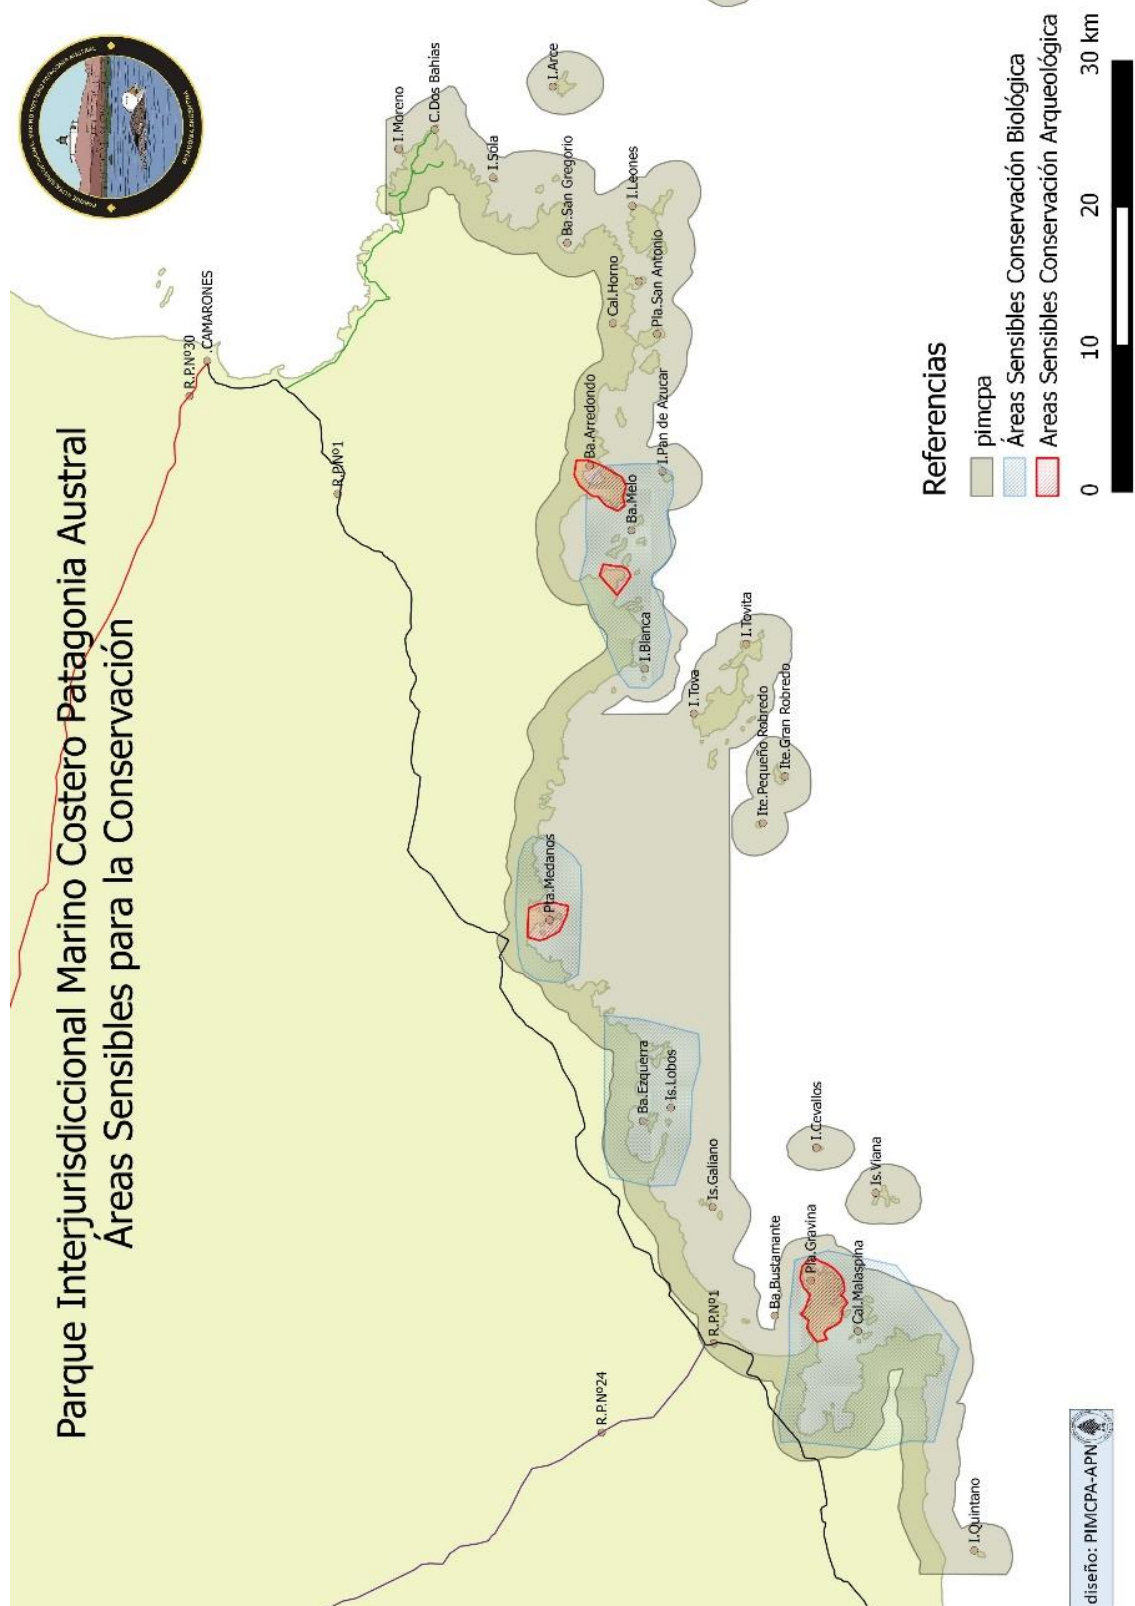 Parque Interjurisdiccional Marino Costero Patagonia Austral
Áreas Sensibles para la Conservación
R.P.Nº30
.CAMARONES
R.P.Nº1
I.Moreno
C.Dos Bahías
I.Arce
I.Sola
Ba.San Gregorio
I.Leones
Cal.Horno
Pla.San Antonio
Ba.Arredondo
I.Pan de Azucar
Ba.Melo
I.Blanca
I.Tova
I.Tovita
Ite.Pequeño Robredo
Ite.Gran Robredo
Pta.Medanos
Ba.Ezquerra
Is.Lobos
Is.Galiano
I.Cevallos
Is.Viana
Ba.Bustamante
Pla.Gravina
Cal.Malaspina
R.P.Nº1
R.P.Nº24
I.Quintano
Referencias
pimcpa
Áreas Sensibles Conservación Biológica
Areas Sensibles Conservación Arqueológica
0 10 20 30 km
diseño: PIMCPA-APN